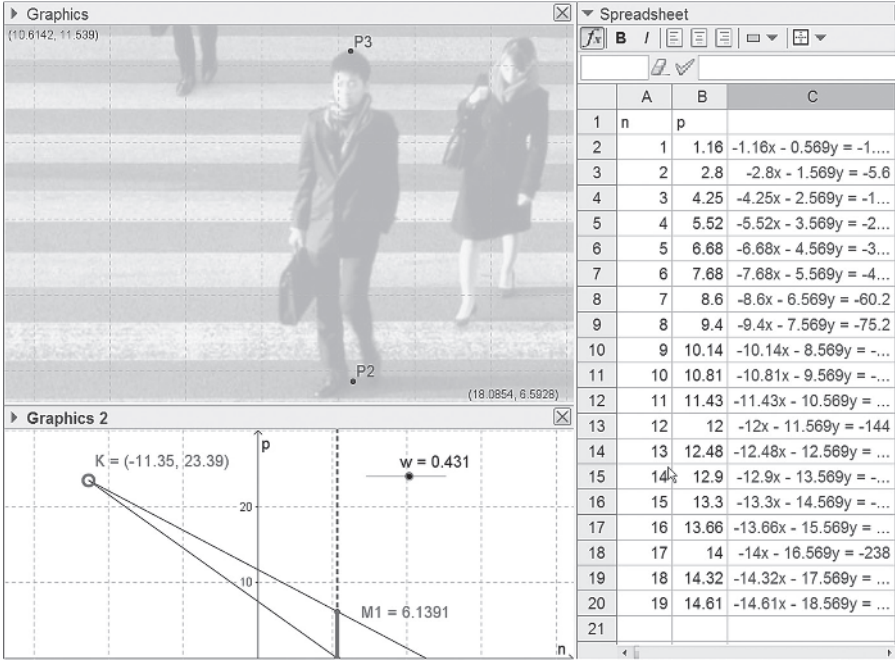 Graphics
(10.6142, 11.539)
P3
P2
(18.0854, 6.5928)
Graphics 2
p
K = (-11.35, 23.39)
w = 0.431
20
10
M1 = 6.1391
n
Spreadsheet
fx B I
A B C
1 n p
2 1 1.16 -1.16x - 0.569y = -1....
3 2 2.8 -2.8x - 1.569y = -5.6
4 3 4.25 -4.25x - 2.569y = -1...
5 4 5.52 -5.52x - 3.569y = -2...
6 5 6.68 -6.68x - 4.569y = -3...
7 6 7.68 -7.68x - 5.569y = -4...
8 7 8.6 -8.6x - 6.569y = -60.2
9 8 9.4 -9.4x - 7.569y = -75.2
10 9 10.14 -10.14x - 8.569y = -...
11 10 10.81 -10.81x - 9.569y = -...
12 11 11.43 -11.43x - 10.569y = ...
13 12 12 -12x - 11.569y = -144
14 13 12.48 -12.48x - 12.569y = ...
15 14 12.9 -12.9x - 13.569y = -...
16 15 13.3 -13.3x - 14.569y = -...
17 16 13.66 -13.66x - 15.569y = ...
18 17 14 -14x - 16.569y = -238
19 18 14.32 -14.32x - 17.569y = ...
20 19 14.61 -14.61x - 18.569y = ...
21